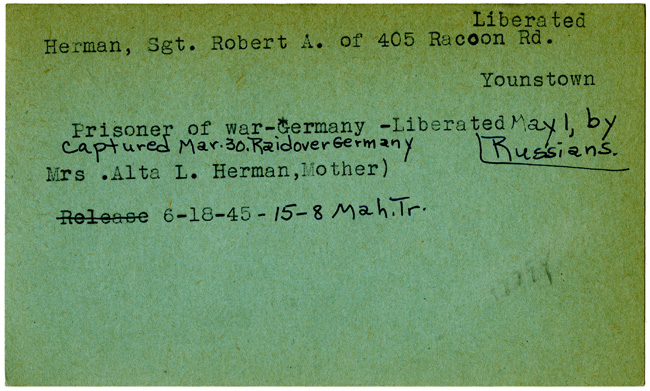 Liberated
Herman, Sgt. Robert A. of 405 Racoon Rd.
Younstown
Prisoner of war-Germany -Liberated May 1, by
captured Mar. 30. Raid over Germany Russians.
Mrs .Alta L. Herman,Mother)
Release 6-18-45 - 15-8 Mah. Tr.